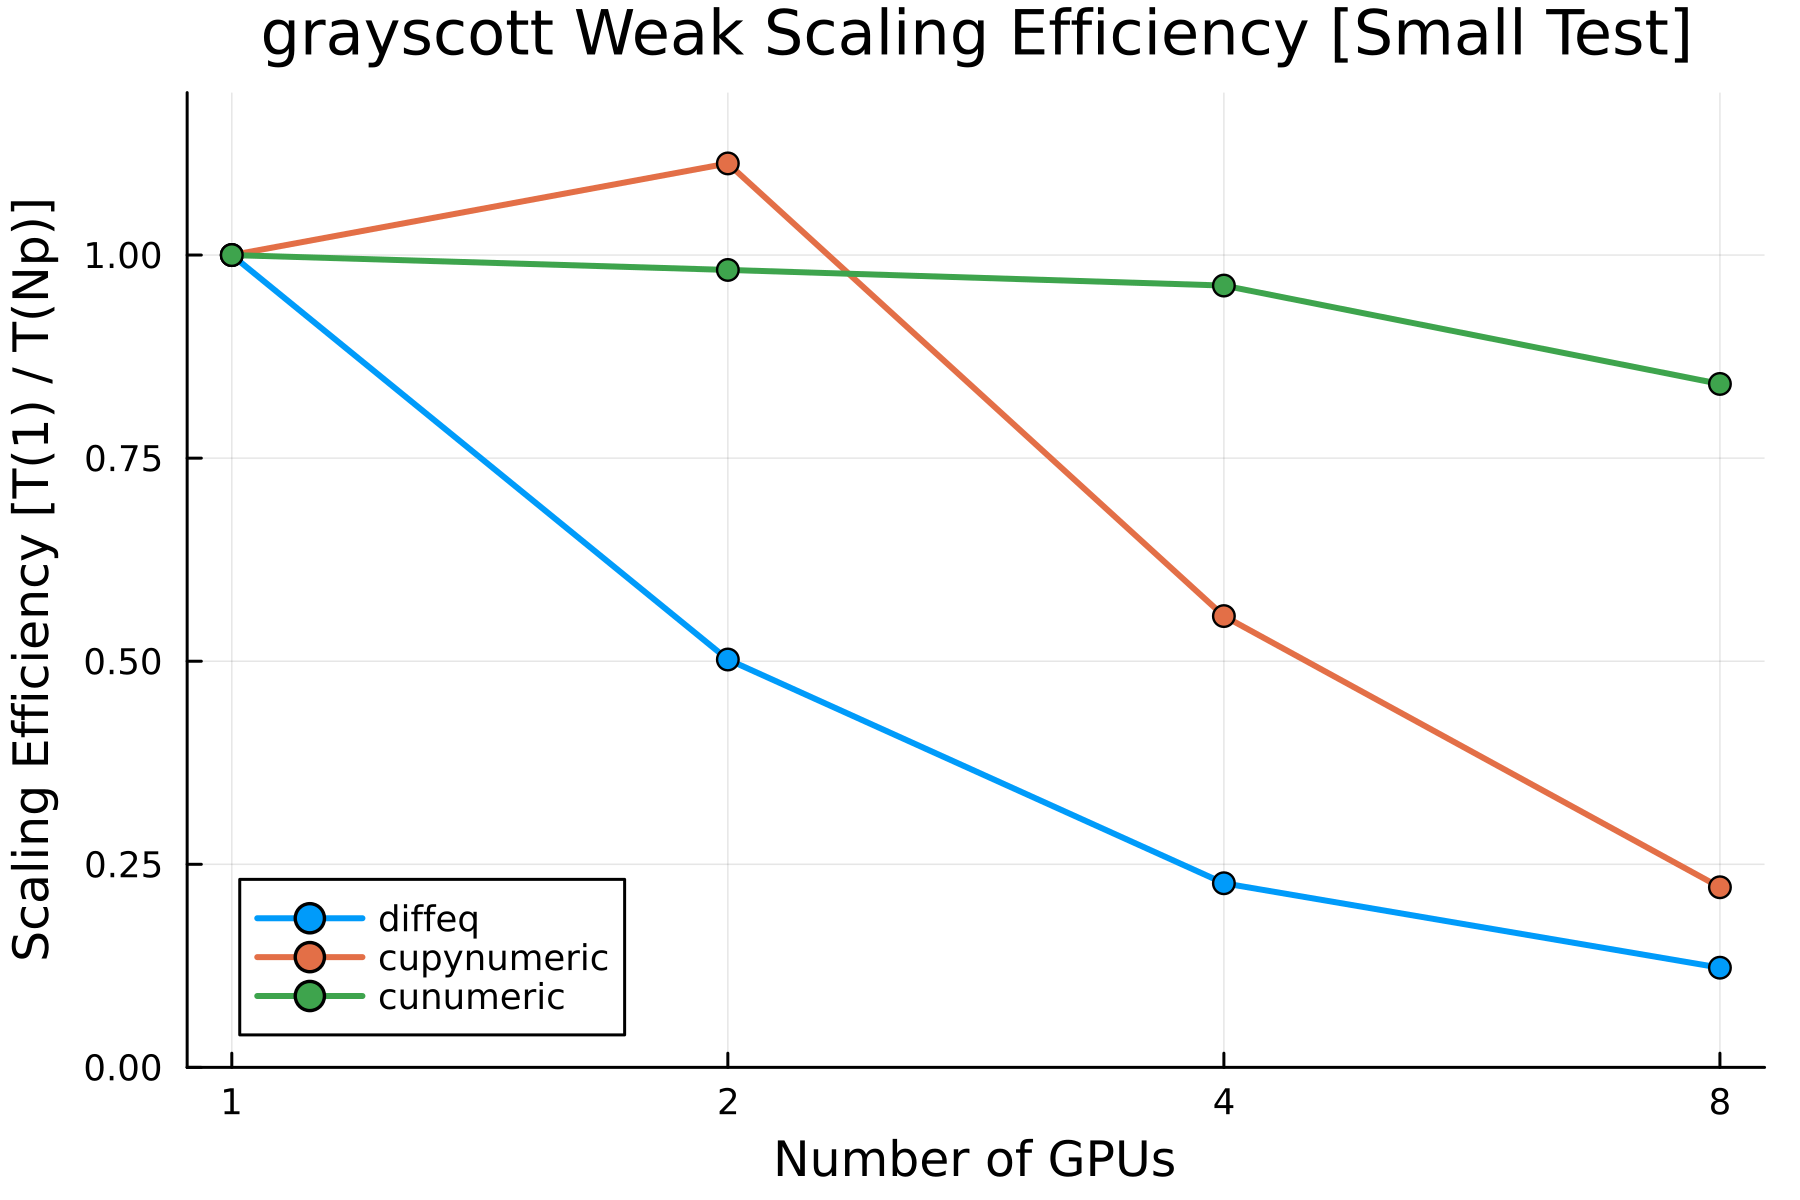 grayscott Weak Scaling Efficiency [Small Test]
Scaling Efficiency [T(1) / T(Np)]
1.00
0.75
0.50
0.25
0.00
diffeq
cupynumeric
cunumeric
1
2
4
8
Number of GPUs